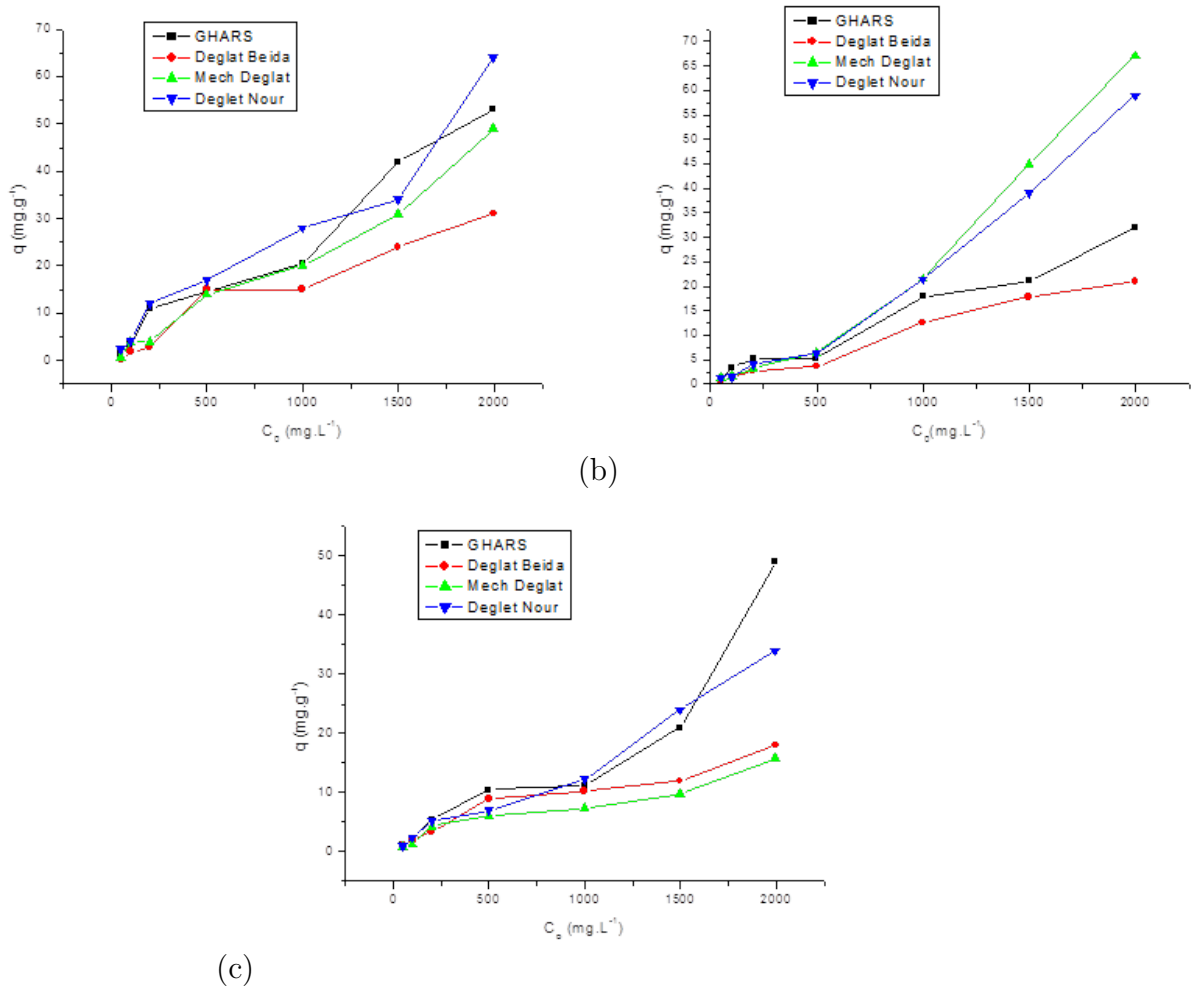 70
60
50
40
30
20
10
0
q (mg.g-1)
GHARS
Deglat Beida
Mech Deglat
Deglet Nour
0 500 1000 1500 2000
C0 (mg.L-1)
70
65
60
55
50
45
40
35
30
25
20
15
10
5
0
q (mg.g-1)
GHARS
Deglat Beida
Mech Deglat
Deglet Nour
0 500 1000 1500 2000
C0(mg.L-1)
(b)
50
40
30
20
10
0
q (mg.g-1)
GHARS
Deglat Beida
Mech Deglat
Deglet Nour
0 500 1000 1500 2000
C0 (mg.L-1)
(c)